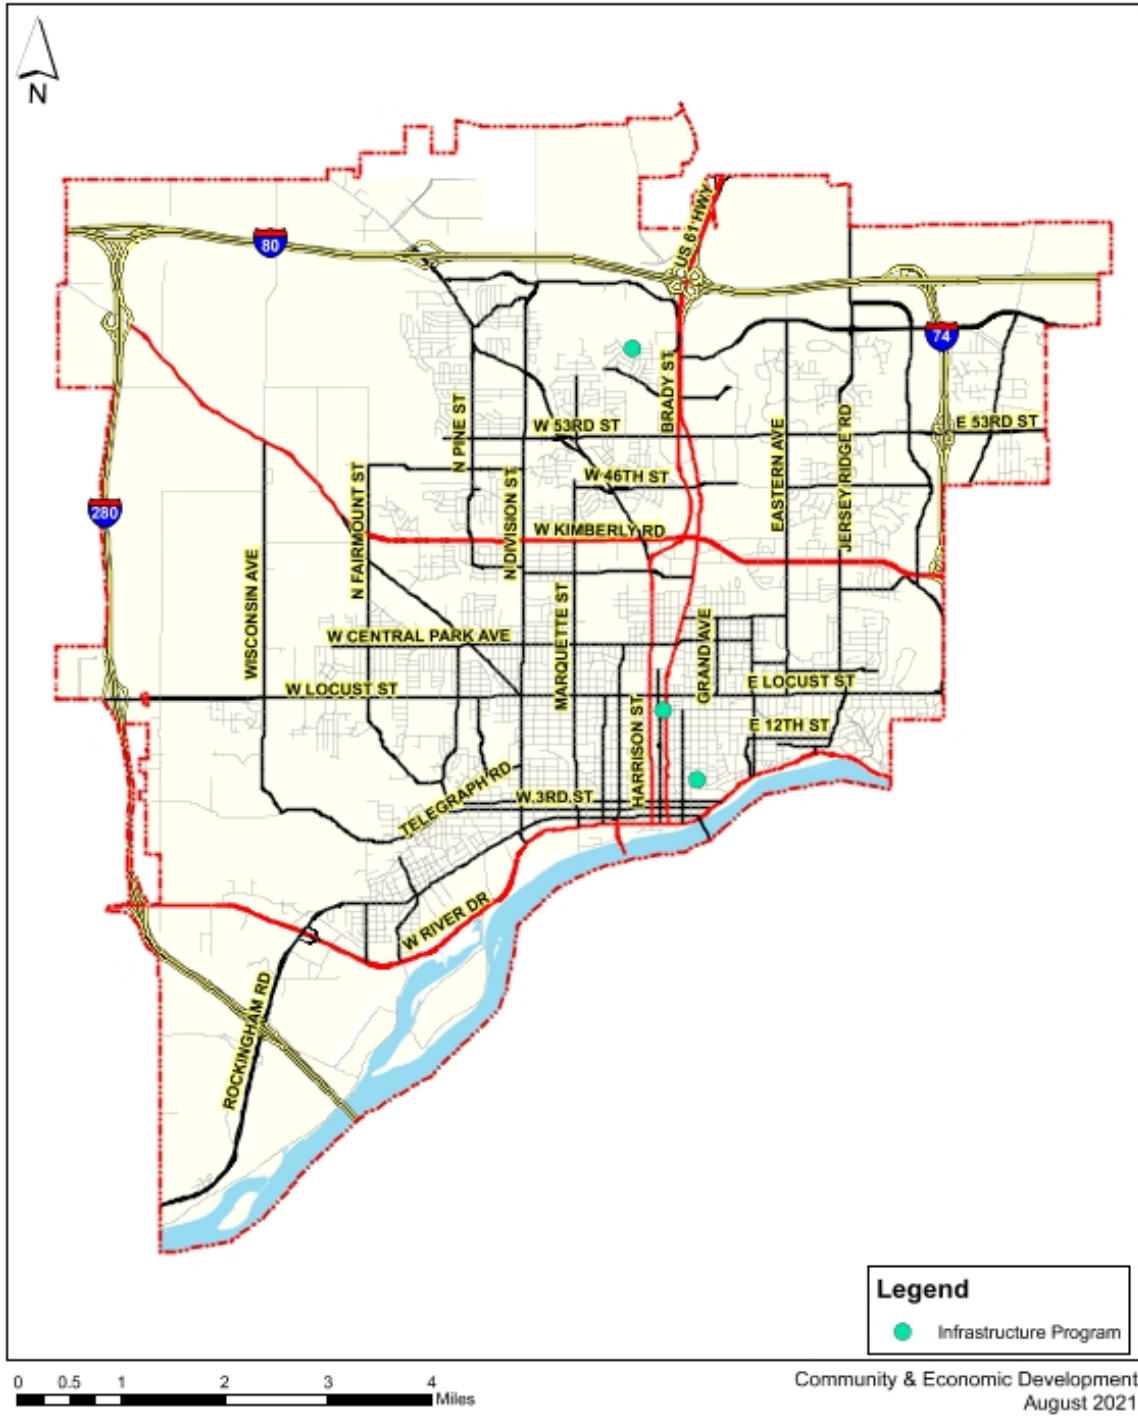 N
US 61 HWY
80
74
BRADY ST
N PINE ST
W 53RD ST
E 53RD ST
EASTERN AVE
JERSEY RIDGE RD
W 46TH ST
N FAIRMOUNT ST
N DIVISION ST
280
W KIMBERLY RD
WISCONSIN AVE
MARQUETTE ST
GRAND AVE
W CENTRAL PARK AVE
W LOCUST ST
E LOCUST ST
HARRISON ST
E 12TH ST
TELEGRAPH RD
W 3RD ST
W RIVER DR
ROCKINGHAM RD
Legend
Infrastructure Program
0 0.5 1 2 3 4
Miles
Community & Economic Development
August 2021